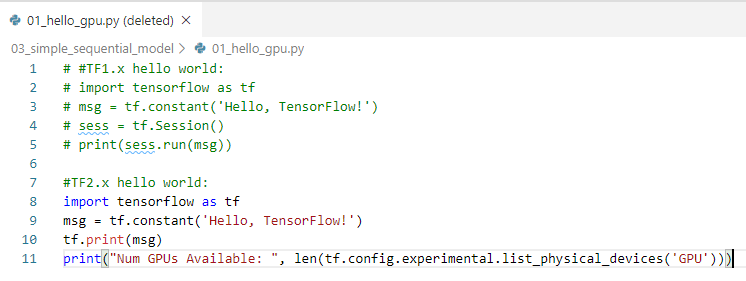 01_hello_gpu.py (deleted) ×
03_simple_sequential_model > 01_hello_gpu.py
1 # #TF1.x hello world:
2 # import tensorflow as tf
3 # msg = tf.constant('Hello, TensorFlow!')
4 # sess = tf.Session()
5 # print(sess.run(msg))
6
7 #TF2.x hello world:
8 import tensorflow as tf
9 msg = tf.constant('Hello, TensorFlow!')
10 tf.print(msg)
11 print("Num GPUs Available: ", len(tf.config.experimental.list_physical_devices('GPU')))